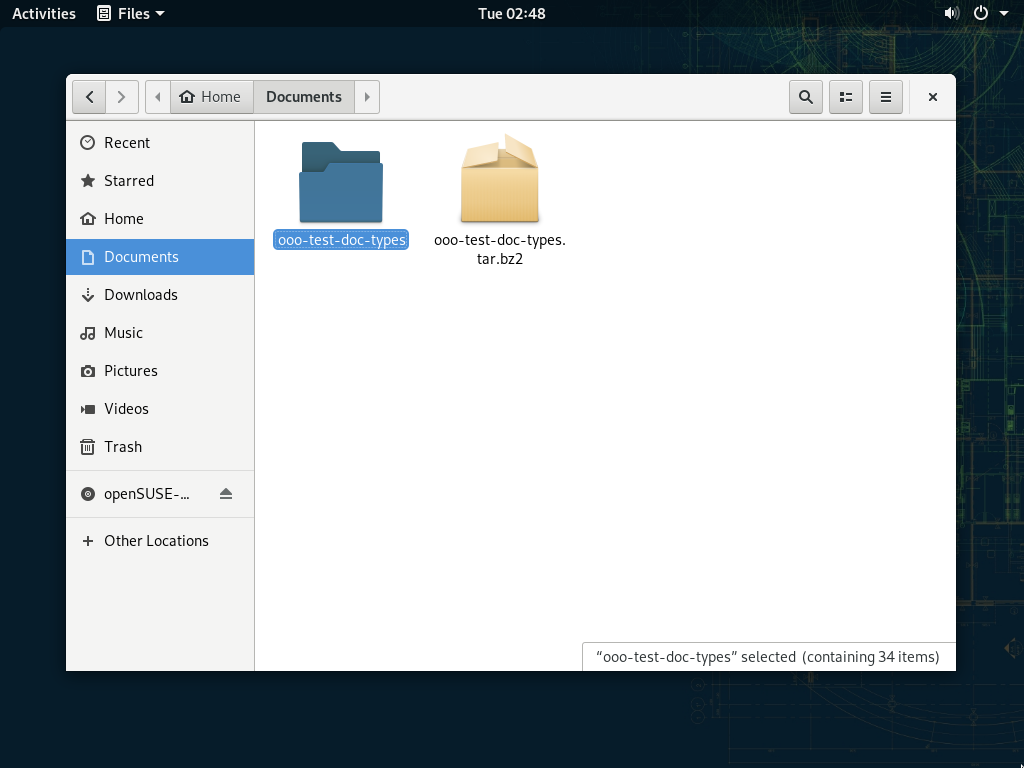 Activities Files Tue 02:48
Home Documents
Recent
Starred
Home
Documents
Downloads
Music
Pictures
Videos
Trash
openSUSE-...
Other Locations
ooo-test-doc-types
ooo-test-doc-types.
tar.bz2
“ooo-test-doc-types” selected (containing 34 items)